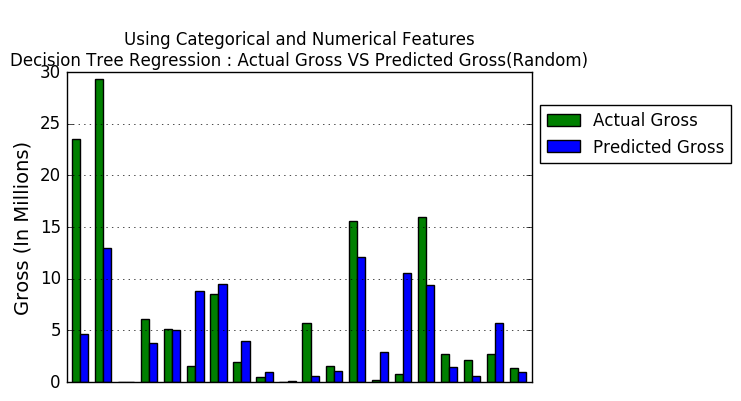 Using Categorical and Numerical Features
Decision Tree Regression : Actual Gross VS Predicted Gross(Random)
30
25
20
15
10
5
0
Gross (In Millions)
Actual Gross
Predicted Gross